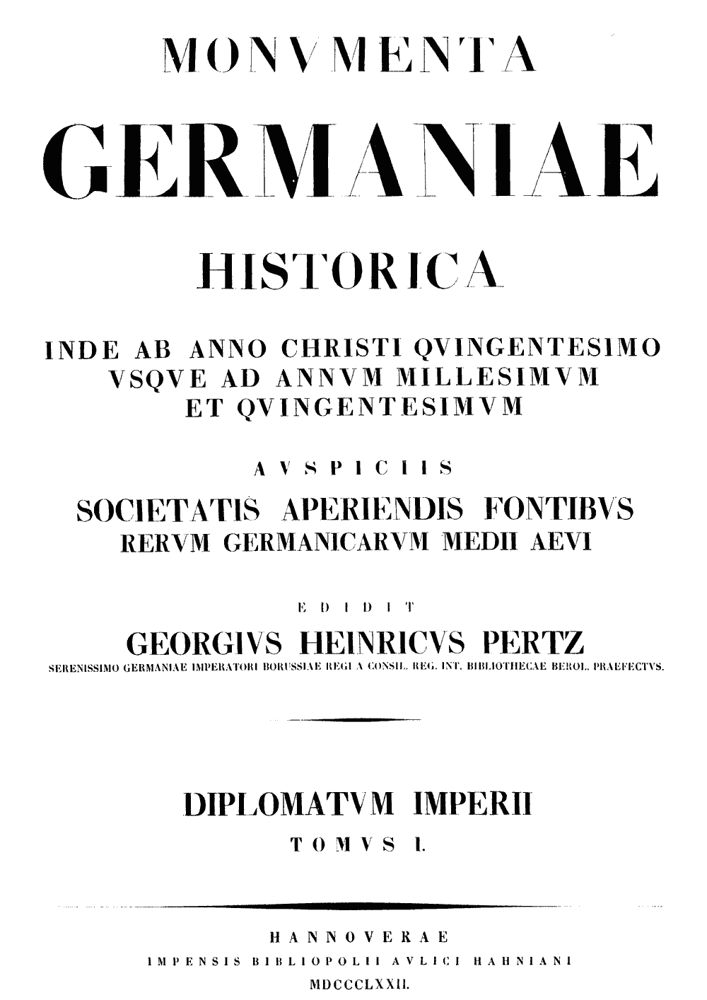 MONVMENTA
GERMANIAE
HISTORICA
INDE AB ANNO CHRISTI QVINGENTESIMO
VSQVE AD ANNVM MILLESIMVM
ET QVINGENTESIMVM
AVSPICIIS
SOCIETATIS APERIENDIS FONTIBVS
RERVM GERMANICARVM MEDII AEVI
EDIDIT
GEORGIVS HEINRICVS PERTZ
SERENISSIMO GERMANIAE IMPERATORI BORUSSIAE REGI A CONSIL. REG. INT. BIBLIOTHECAE BEROL. PRAEFECTVS.
DIPLOMATVM IMPERII
TOMVS I.
HANNOVERAE
IMPENSIS BIBLIOPOLII AVLICI HAHNIANI
MDCCCLXXII.